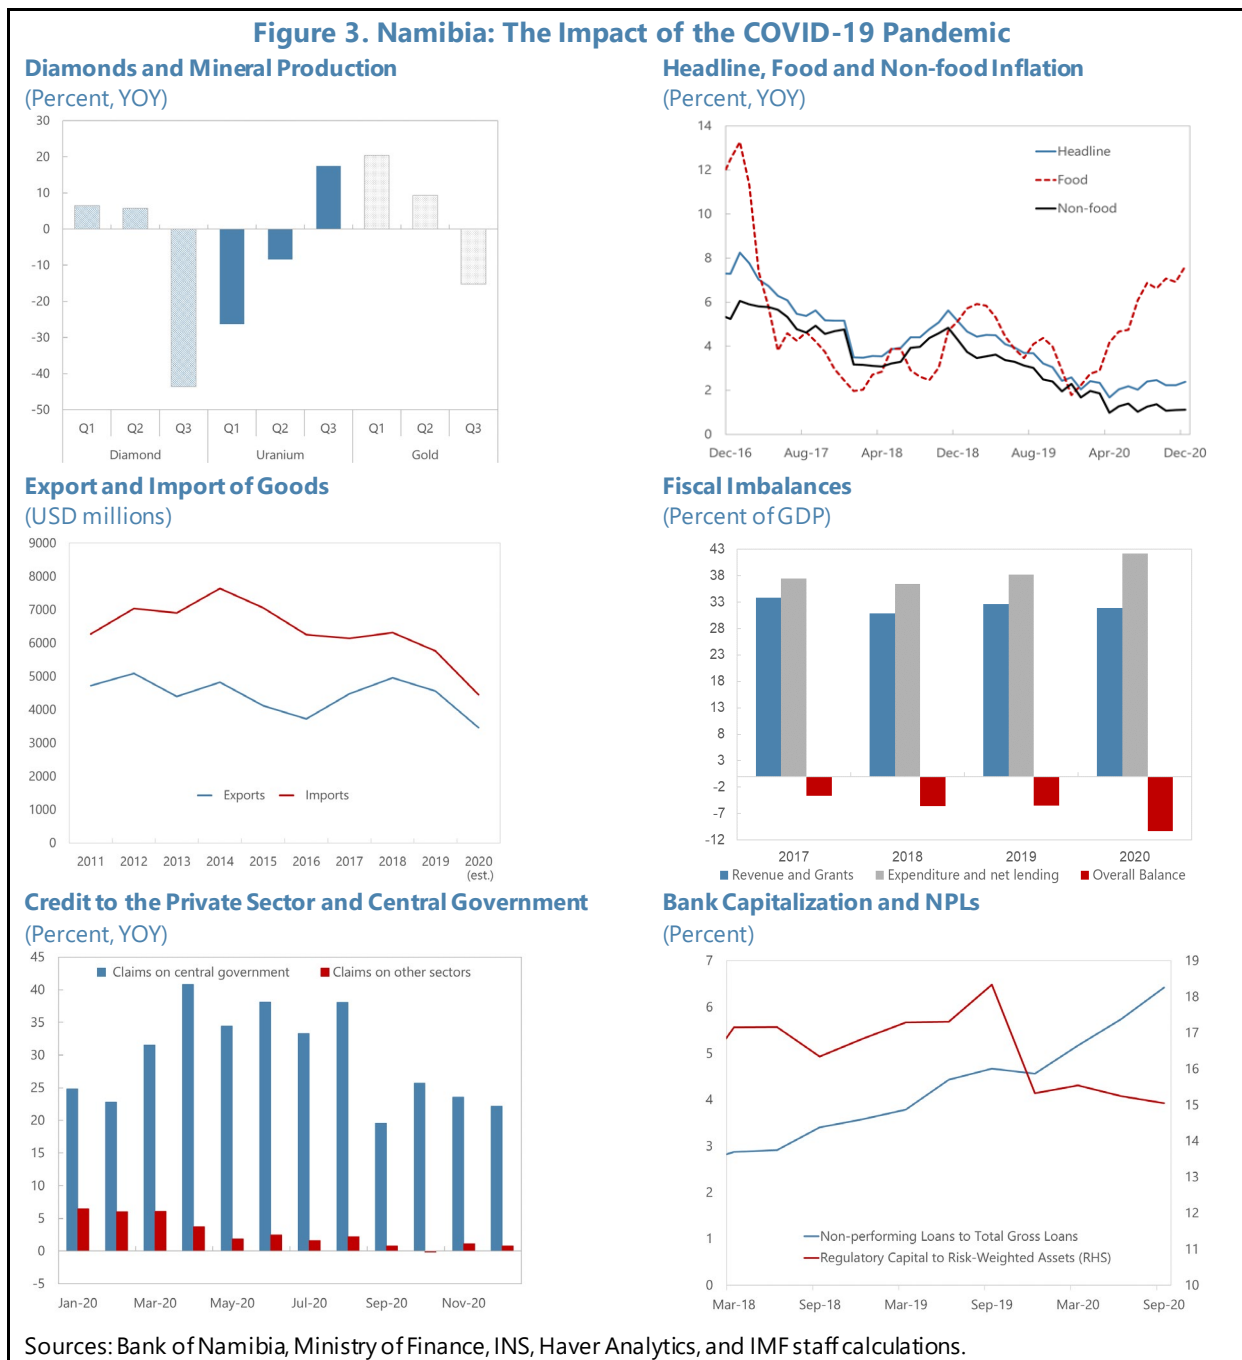 Figure 3. Namibia: The Impact of the COVID-19 Pandemic
Diamonds and Mineral Production
(Percent, YOY)
30
20
10
0
-10
-20
-30
-40
-50
Q1 Q2 Q3 Q1 Q2 Q3 Q1 Q2 Q3
Diamond Uranium Gold
Headline, Food and Non-food Inflation
(Percent, YOY)
14
12
10
8
6
4
2
0
Headline
Food
Non-food
Dec-16 Aug-17 Apr-18 Dec-18 Aug-19 Apr-20 Dec-20
Export and Import of Goods
(USD millions)
9000
8000
7000
6000
5000
4000
3000
2000
1000
0
Exports Imports
2011 2012 2013 2014 2015 2016 2017 2018 2019 2020
(est.)
Fiscal Imbalances
(Percent of GDP)
43
38
33
28
23
18
13
8
3
-2
-7
-12
2017 2018 2019 2020
Revenue and Grants Expenditure and net lending Overall Balance
Credit to the Private Sector and Central Government
(Percent, YOY)
45
40
35
30
25
20
15
10
5
0
-5
Claims on central government Claims on other sectors
Jan-20 Mar-20 May-20 Jul-20 Sep-20 Nov-20
Bank Capitalization and NPLs
(Percent)
7
6
5
4
3
2
1
0
19
18
17
16
15
14
13
12
11
10
Non-performing Loans to Total Gross Loans
Regulatory Capital to Risk-Weighted Assets (RHS)
Mar-18 Sep-18 Mar-19 Sep-19 Mar-20 Sep-20
Sources: Bank of Namibia, Ministry of Finance, INS, Haver Analytics, and IMF staff calculations.